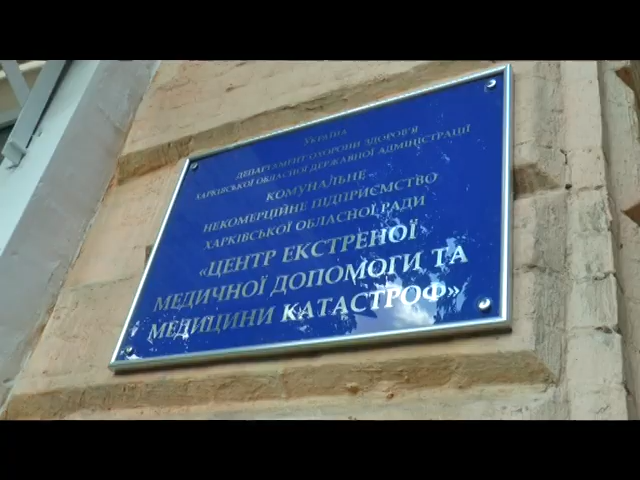 УКРАЇНА
ДЕПАРТАМЕНТ ОХОРОНИ ЗДОРОВ'Я
ХАРКІВСЬКОЇ ОБЛАСНОЇ ДЕРЖАВНОЇ АДМІНІСТРАЦІЇ
КОМУНАЛЬНЕ
НЕКОМЕРЦІЙНЕ ПІДПРИЄМСТВО
ХАРКІВСЬКОЇ ОБЛАСНОЇ РАДИ
«ЦЕНТР ЕКСТРЕНОЇ
МЕДИЧНОЇ ДОПОМОГИ ТА
МЕДИЦИНИ КАТАСТРОФ»